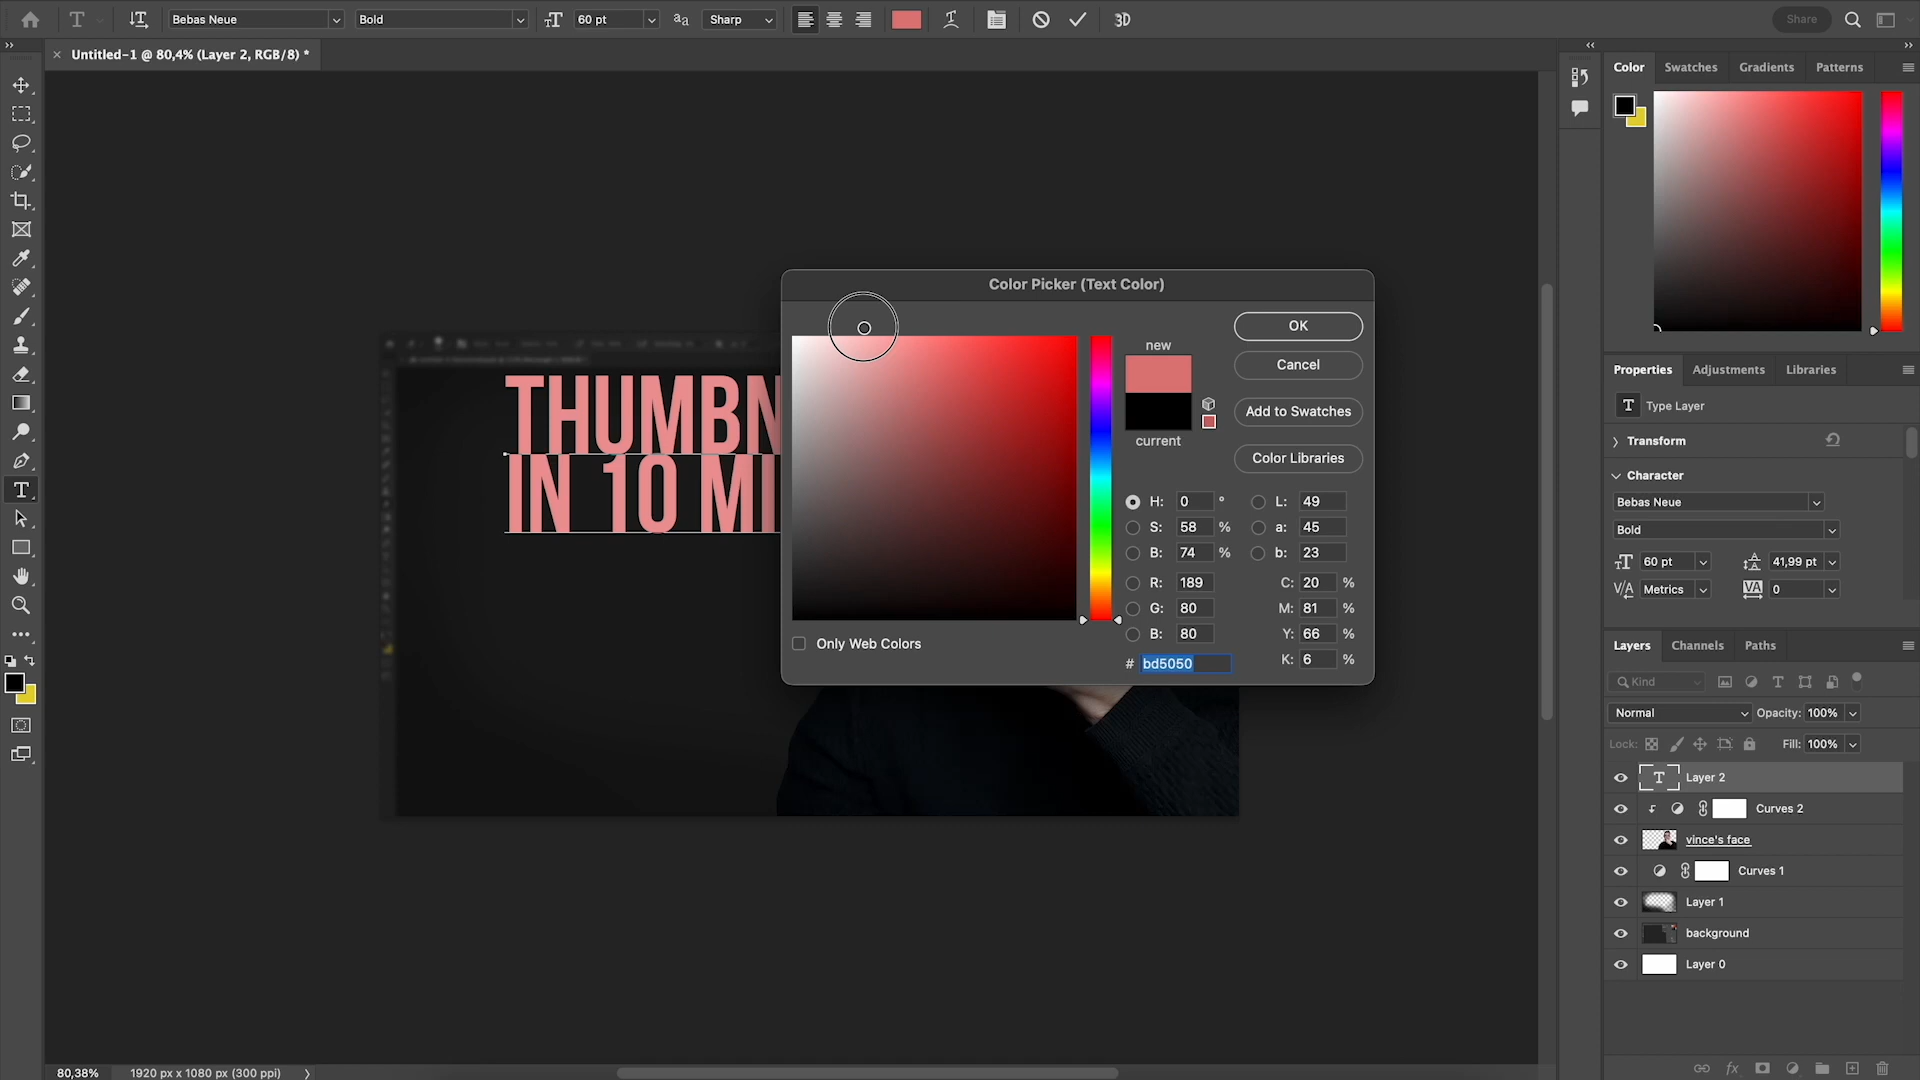 Bebas Neue
Bold
60 pt
Sharp
3D
Share
Untitled-1 @ 80,4% (Layer 2, RGB/8) *
Color
Swatches
Gradients
Patterns
Color Picker (Text Color)
new
current
OK
Cancel
Add to Swatches
Color Libraries
THUMBN
IN 10 MI
H: 0 °
S: 58 %
B: 74 %
R: 189
G: 80
B: 80
# bd5050
L: 49
a: 45
b: 23
C: 20 %
M: 81 %
Y: 66 %
K: 6 %
Only Web Colors
Properties
Adjustments
Libraries
Type Layer
Transform
Character
Bebas Neue
Bold
60 pt
41,99 pt
Metrics
0
Layers
Channels
Paths
Kind
Normal
Opacity: 100%
Lock:
Fill: 100%
Layer 2
Curves 2
vince's face
Curves 1
Layer 1
background
Layer 0
80,38%
1920 px x 1080 px (300 ppi)